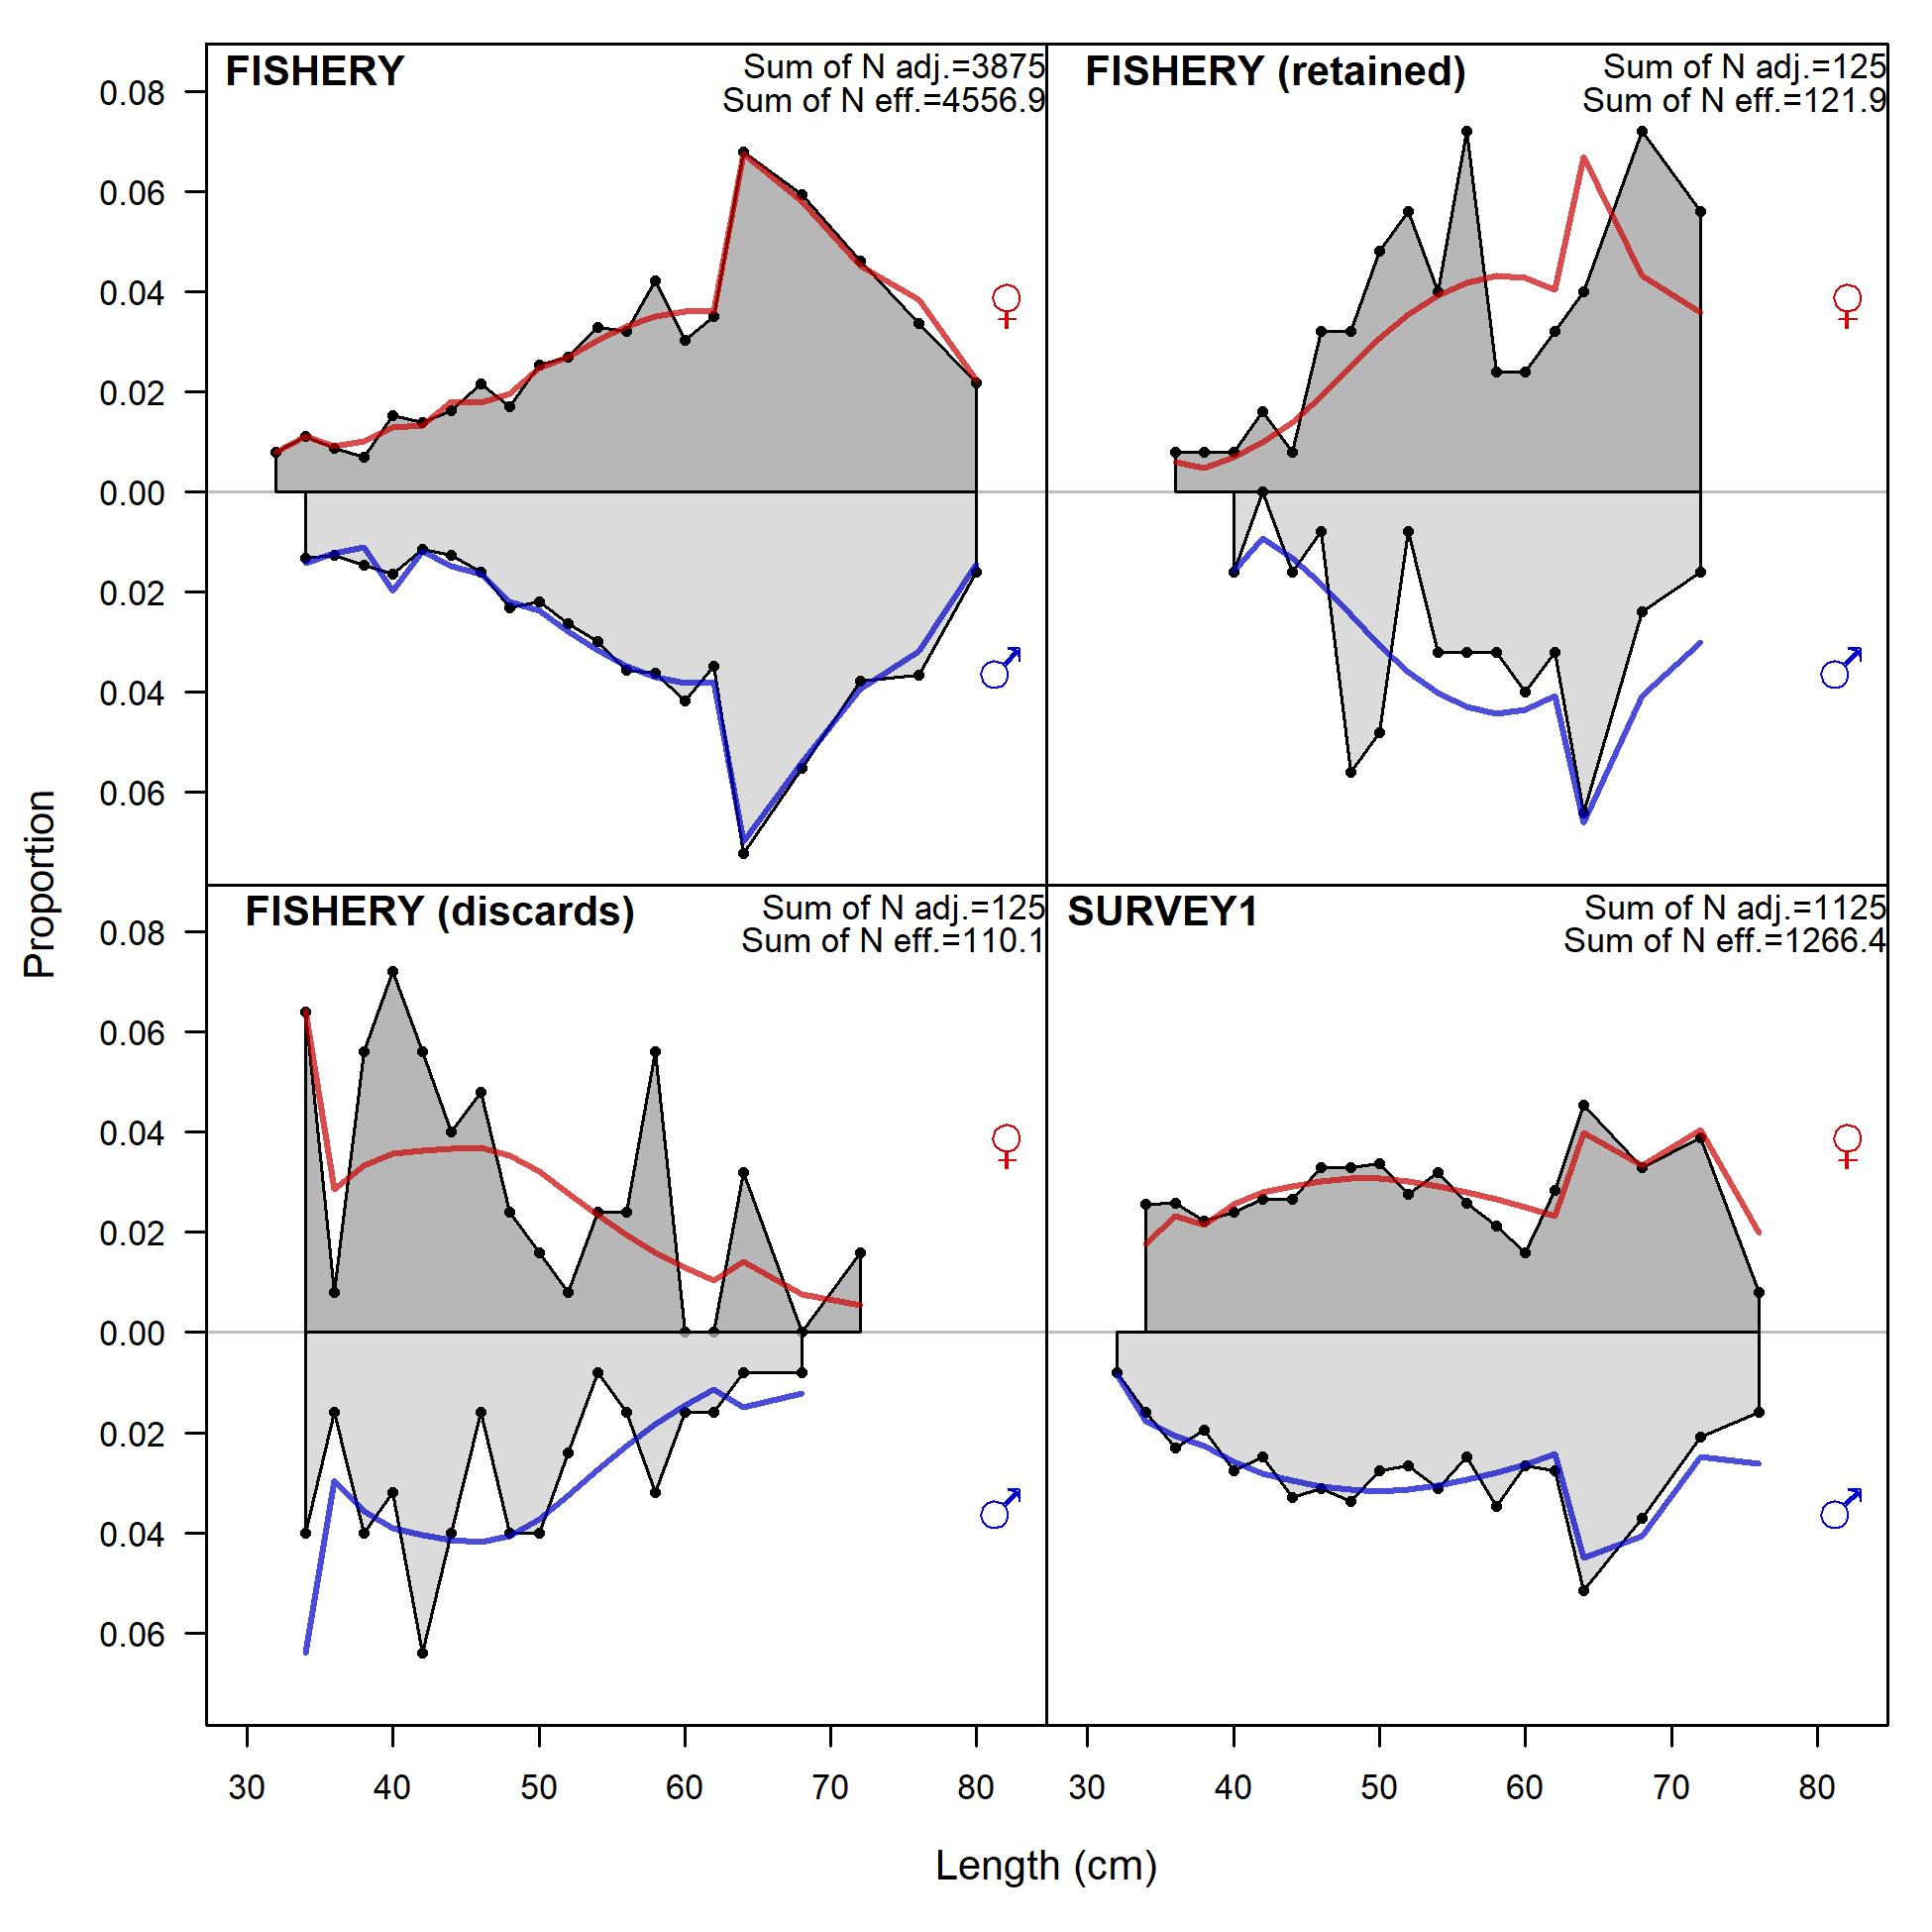 FISHERY
Sum of N adj.=3875
Sum of N eff.=4556.9
FISHERY (retained)
Sum of N adj.=125
Sum of N eff.=121.9
0.08
0.06
0.04
0.02
0.00
0.02
0.04
0.06
♀
♂
♀
♂
Proportion
FISHERY (discards)
Sum of N adj.=125
Sum of N eff.=110.1
SURVEY1
Sum of N adj.=1125
Sum of N eff.=1266.4
0.08
0.06
0.04
0.02
0.00
0.02
0.04
0.06
♀
♂
♀
♂
30 40 50 60 70 80
30 40 50 60 70 80
Length (cm)